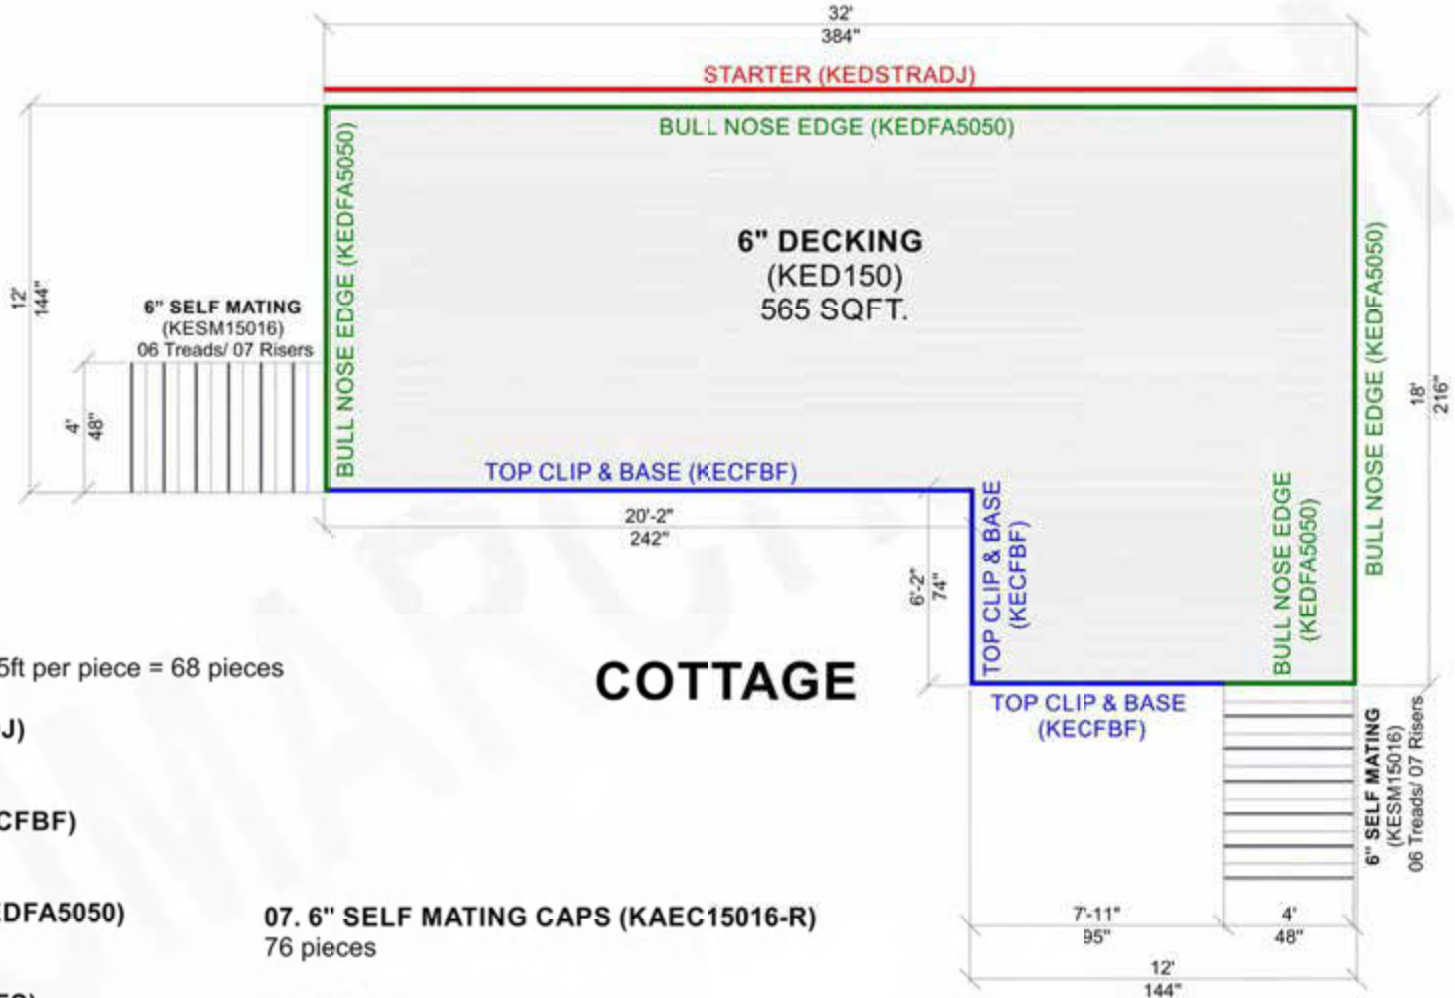 32'
384"
STARTER (KEDSTRADJ)
BULL NOSE EDGE (KEDFA5050)
BULL NOSE EDGE (KEDFA5050)
6" DECKING
(KED150)
565 SQFT.
12'
144"
6" SELF MATING
(KESM15016)
06 Treads/ 07 Risers
4'
48"
BULL NOSE EDGE (KEDFA5050)
18'
216"
TOP CLIP & BASE (KECFBF)
20'-2"
242"
6'-2"
74"
TOP CLIP & BASE
(KECFBF)
BULL NOSE EDGE
(KEDFA5050)
5ft per piece = 68 pieces
COTTAGE
TOP CLIP & BASE
(KECFBF)
6" SELF MATING
(KESM15016)
06 Treads/ 07 Risers
J)
CFBF)
EDFA5050)
07. 6" SELF MATING CAPS (KAEC15016-R)
76 pieces
7'-11"
95"
4'
48"
12'
144"